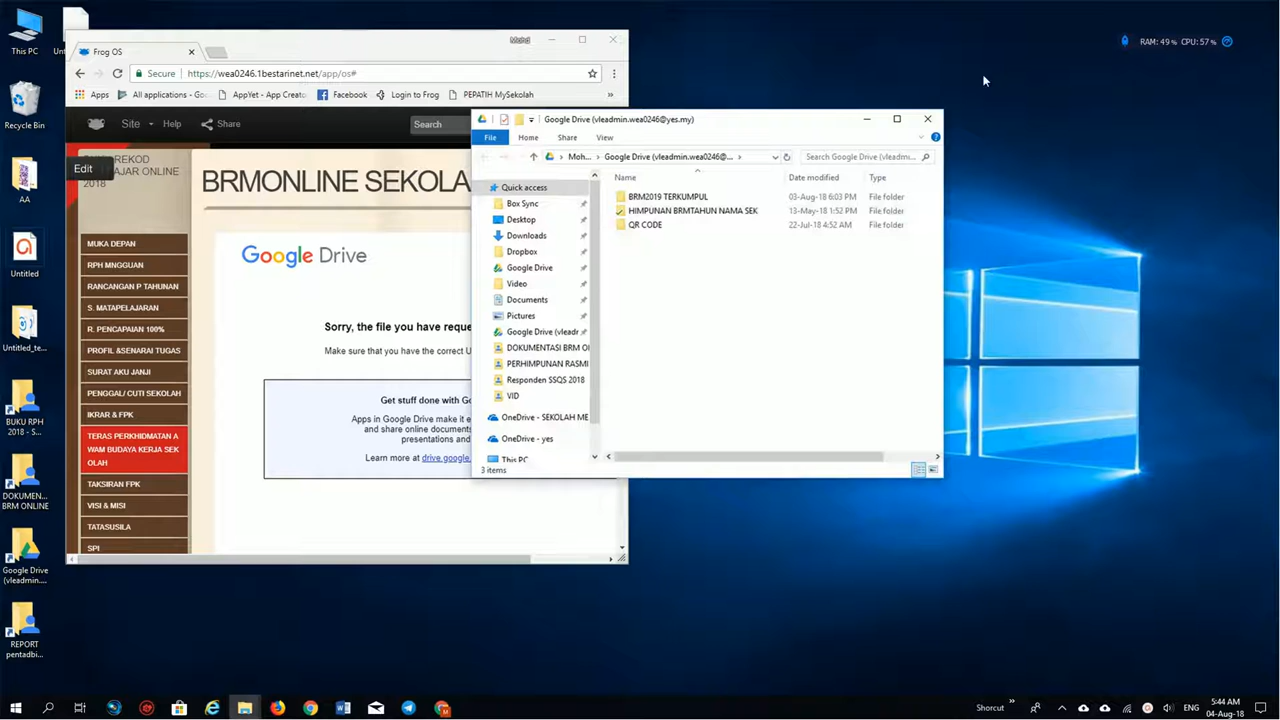 This PC
Recycle Bin
AA
Untitled
Untitled_te...
BUKU RPH
2018 - S...
DOKUMEN...
BRM ONLINE
Google Drive
(vleadmin....
REPORT
pentadbi...
RAM: 49 % CPU: 57 %
Frog OS
Mohd
Secure
https://wea0246.1bestarinet.net/app/os#
Apps
All applications - Goo
AppYet - App Creato
Facebook
Login to Frog
PEPATIH MySekolah
»
Site
Help
Share
Search
Edit
REKOD
AJAR ONLINE
2018
BRMONLINE SEKOLA
MUKA DEPAN
RPH MNGGUAN
RANCANGAN P TAHUNAN
S. MATAPELAJARAN
R. PENCAPAIAN 100%
PROFIL &SENARAI TUGAS
SURAT AKU JANJI
PENGGAL/ CUTI SEKOLAH
IKRAR & FPK
TERAS PERKHIDMATAN A
WAM BUDAYA KERJA SEK
OLAH
TAKSIRAN FPK
VISI & MISI
TATASUSILA
SPI
Google Drive
Sorry, the file you have reque
Make sure that you have the correct U
Get stuff done with Go
Apps in Google Drive make it e
and share online documents
presentations and
Learn more at drive.google.
Google Drive (vleadmin.wea0246@yes.my)
File
Home
Share
View
Moh... > Google Drive (vleadmin.wea0246@... >
Search Google Drive (vleadmi...
Quick access
Box Sync
Desktop
Downloads
Dropbox
Google Drive
Video
Documents
Pictures
Google Drive (vleadr
DOKUMENTASI BRM OI
PERHIMPUNAN RASMI
Responden SSQS 2018
VID
OneDrive - SEKOLAH ME
OneDrive - yes
This PC
Name
Date modified
Type
BRM2019 TERKUMPUL
03-Aug-18 6:03 PM
File folder
HIMPUNAN BRMTAHUN NAMA SEK
13-May-18 1:52 PM
File folder
QR CODE
22-Jul-18 4:52 AM
File folder
3 items
Shorcut
»
ENG
5:44 AM
04-Aug-18